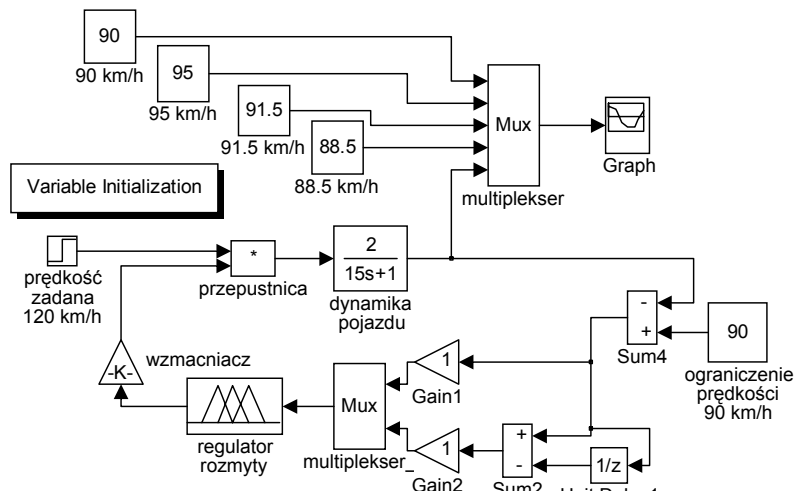 90
90 km/h
95
95 km/h
91.5
91.5 km/h
88.5
88.5 km/h
Mux
multiplekser
Graph
Variable Initialization
prędkość
zadana
120 km/h
*
przepustnica
2
15s+1
dynamika
pojazdu
-
+
Sum4
90
ograniczenie
prędkości
90 km/h
-K-
wzmacniacz
regulator
rozmyty
Mux
multiplekser_
1
Gain1
1
Gain2
+
-
Sum2
1/z